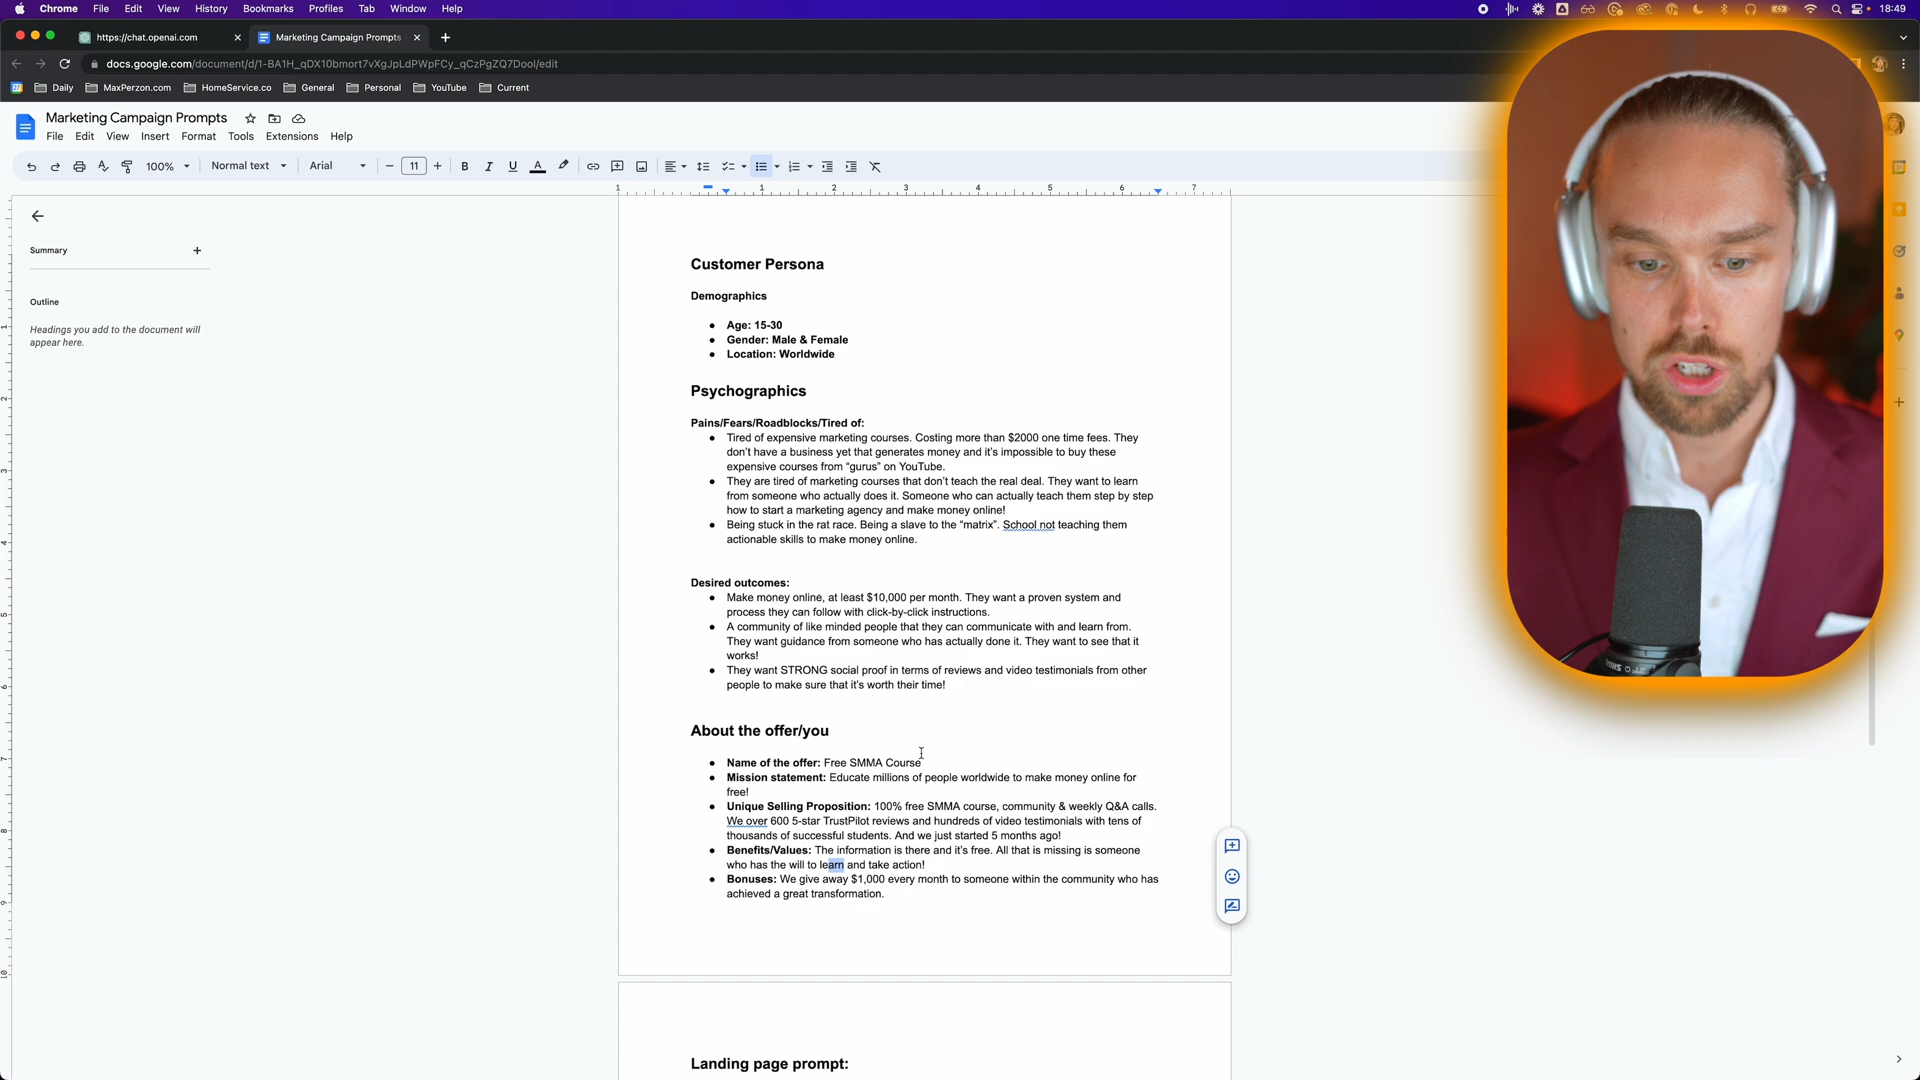 Chrome File Edit View History Bookmarks Profiles Tab Window Help 18:49
https://chat.openai.com Marketing Campaign Prompts
docs.google.com/document/d/1-BA1H_qDX10bmort7vXgJpLdPWpFCy_qCzPgZQ7DooI/edit
Daily MaxPerzon.com HomeService.co General Personal YouTube Current
Marketing Campaign Prompts
File Edit View Insert Format Tools Extensions Help
100% Normal text Arial 11
1 1 2 3 4 5 6 7
Summary
Outline
Headings you add to the document will
appear here.
Customer Persona
Demographics
● Age: 15-30
● Gender: Male & Female
● Location: Worldwide
Psychographics
Pains/Fears/Roadblocks/Tired of:
● Tired of expensive marketing courses. Costing more than $2000 one time fees. They
don't have a business yet that generates money and it's impossible to buy these
expensive courses from “gurus” on YouTube.
● They are tired of marketing courses that don't teach the real deal. They want to learn
from someone who actually does it. Someone who can actually teach them step by step
how to start a marketing agency and make money online!
● Being stuck in the rat race. Being a slave to the “matrix”. School not teaching them
actionable skills to make money online.
Desired outcomes:
● Make money online, at least $10,000 per month. They want a proven system and
process they can follow with click-by-click instructions.
● A community of like minded people that they can communicate with and learn from.
They want guidance from someone who has actually done it. They want to see that it
works!
● They want STRONG social proof in terms of reviews and video testimonials from other
people to make sure that it's worth their time!
About the offer/you
● Name of the offer: Free SMMA Course
● Mission statement: Educate millions of people worldwide to make money online for
free!
● Unique Selling Proposition: 100% free SMMA course, community & weekly Q&A calls.
We over 600 5-star TrustPilot reviews and hundreds of video testimonials with tens of
thousands of successful students. And we just started 5 months ago!
● Benefits/Values: The information is there and it's free. All that is missing is someone
who has the will to learn and take action!
● Bonuses: We give away $1,000 every month to someone within the community who has
achieved a great transformation.
Landing page prompt: